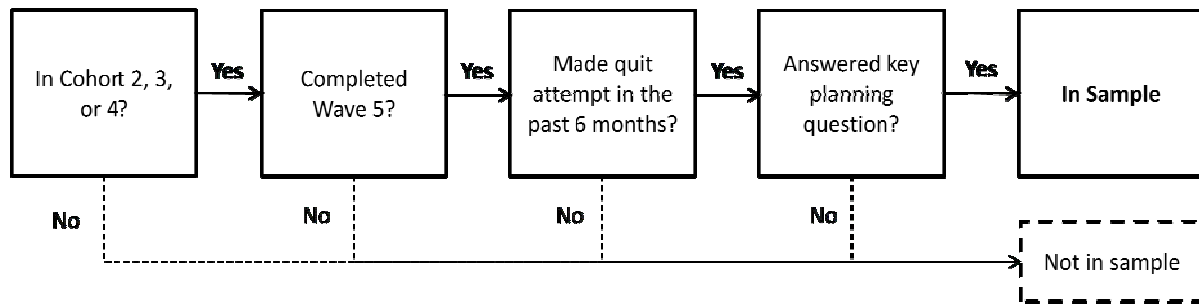 In Cohort 2, 3,
or 4?
Yes
Completed
Wave 5?
Yes
Made quit
attempt in the
past 6 months?
Yes
Answered key
planning
question?
Yes
In Sample
No
No
No
No
Not in sample